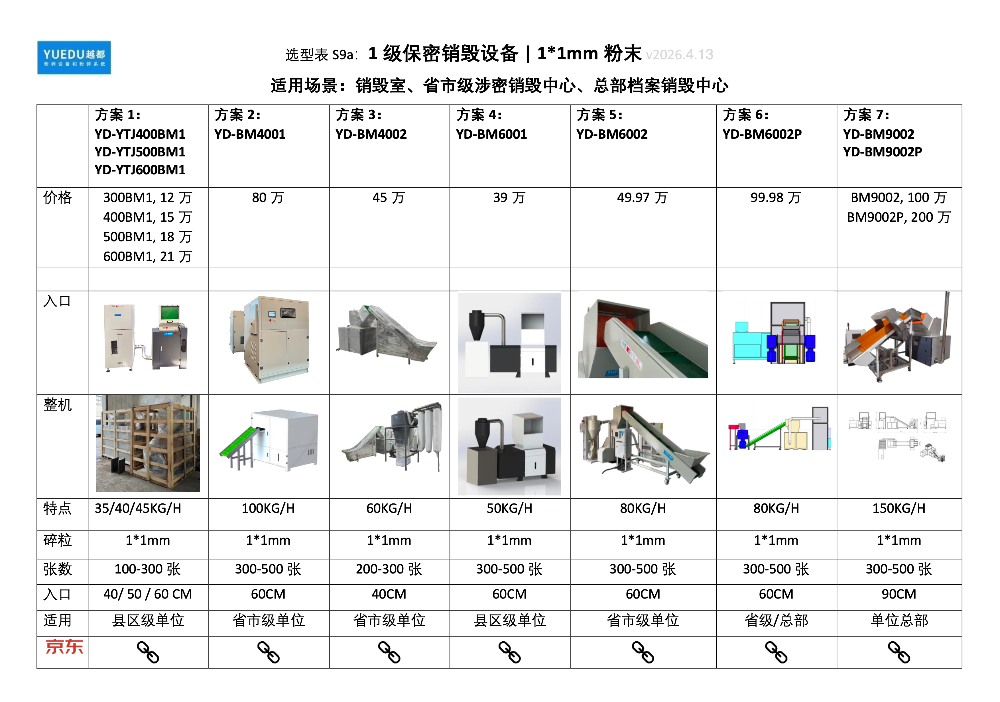 YUEDU越都
粉碎设备和粉碎系统
选型表 S9a: 1 级保密销毁设备 | 1*1mm 粉末 v2026.4.13
适用场景：销毁室、省市级涉密销毁中心、总部档案销毁中心
方案 1：
YD-YTJ400BM1
YD-YTJ500BM1
YD-YTJ600BM1
方案 2：
YD-BM4001
方案 3：
YD-BM4002
方案 4：
YD-BM6001
方案 5：
YD-BM6002
方案 6：
YD-BM6002P
方案 7：
YD-BM9002
YD-BM9002P
价格
300BM1, 12 万
400BM1, 15 万
500BM1, 18 万
600BM1, 21 万
80 万
45 万
39 万
49.97 万
99.98 万
BM9002, 100 万
BM9002P, 200 万
入口
整机
特点
35/40/45KG/H
100KG/H
60KG/H
50KG/H
80KG/H
80KG/H
150KG/H
碎粒
1*1mm
1*1mm
1*1mm
1*1mm
1*1mm
1*1mm
1*1mm
张数
100-300 张
300-500 张
200-300 张
300-500 张
300-500 张
300-500 张
300-500 张
入口
40/ 50 / 60 CM
60CM
40CM
60CM
60CM
60CM
90CM
适用
县区级单位
省市级单位
省市级单位
县区级单位
省市级单位
省级/总部
单位总部
京东